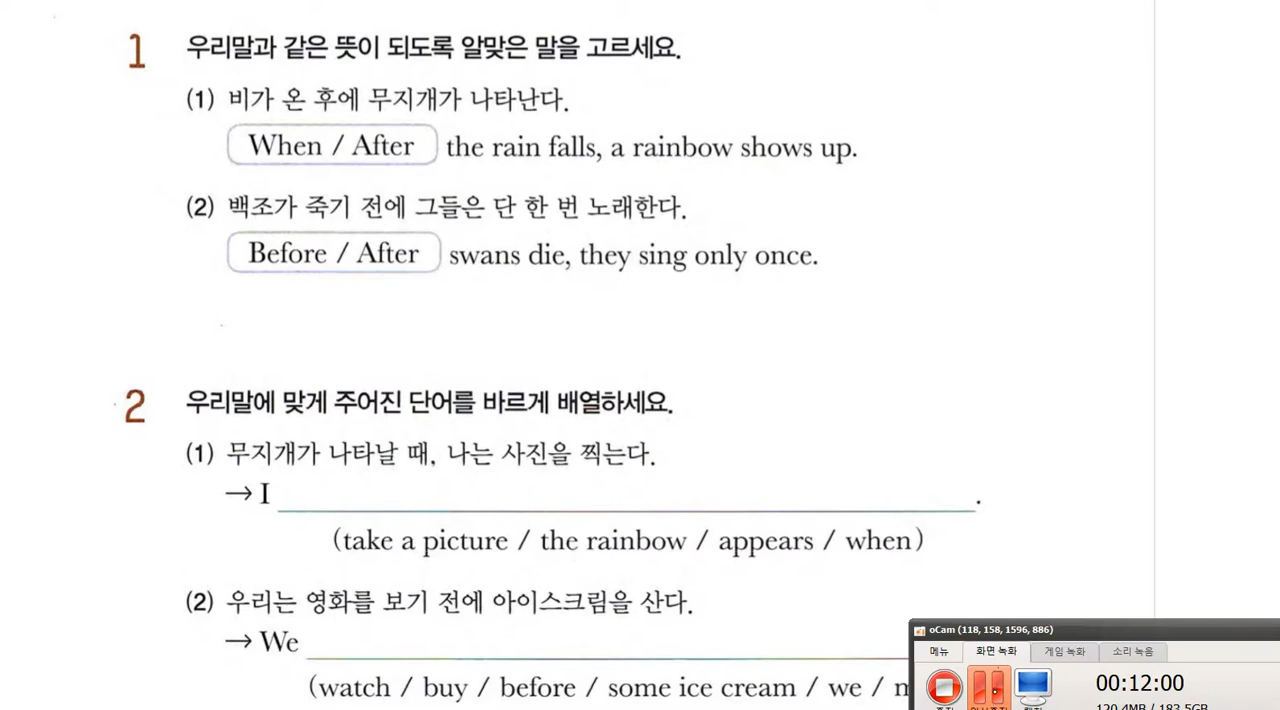 1 우리말과 같은 뜻이 되도록 알맞은 말을 고르세요.
(1) 비가 온 후에 무지개가 나타난다.
When / After the rain falls, a rainbow shows up.
(2) 백조가 죽기 전에 그들은 단 한 번 노래한다.
Before / After swans die, they sing only once.
2 우리말에 맞게 주어진 단어를 바르게 배열하세요.
(1) 무지개가 나타날 때, 나는 사진을 찍는다.
→ I .
(take a picture / the rainbow / appears / when)
(2) 우리는 영화를 보기 전에 아이스크림을 산다.
→ We
(watch / buy / before / some ice cream / we /
oCam (118, 158, 1596, 886)
메뉴 화면 녹화 게임 녹화 소리 녹음
00:12:00
120.4MB / 183.5GB